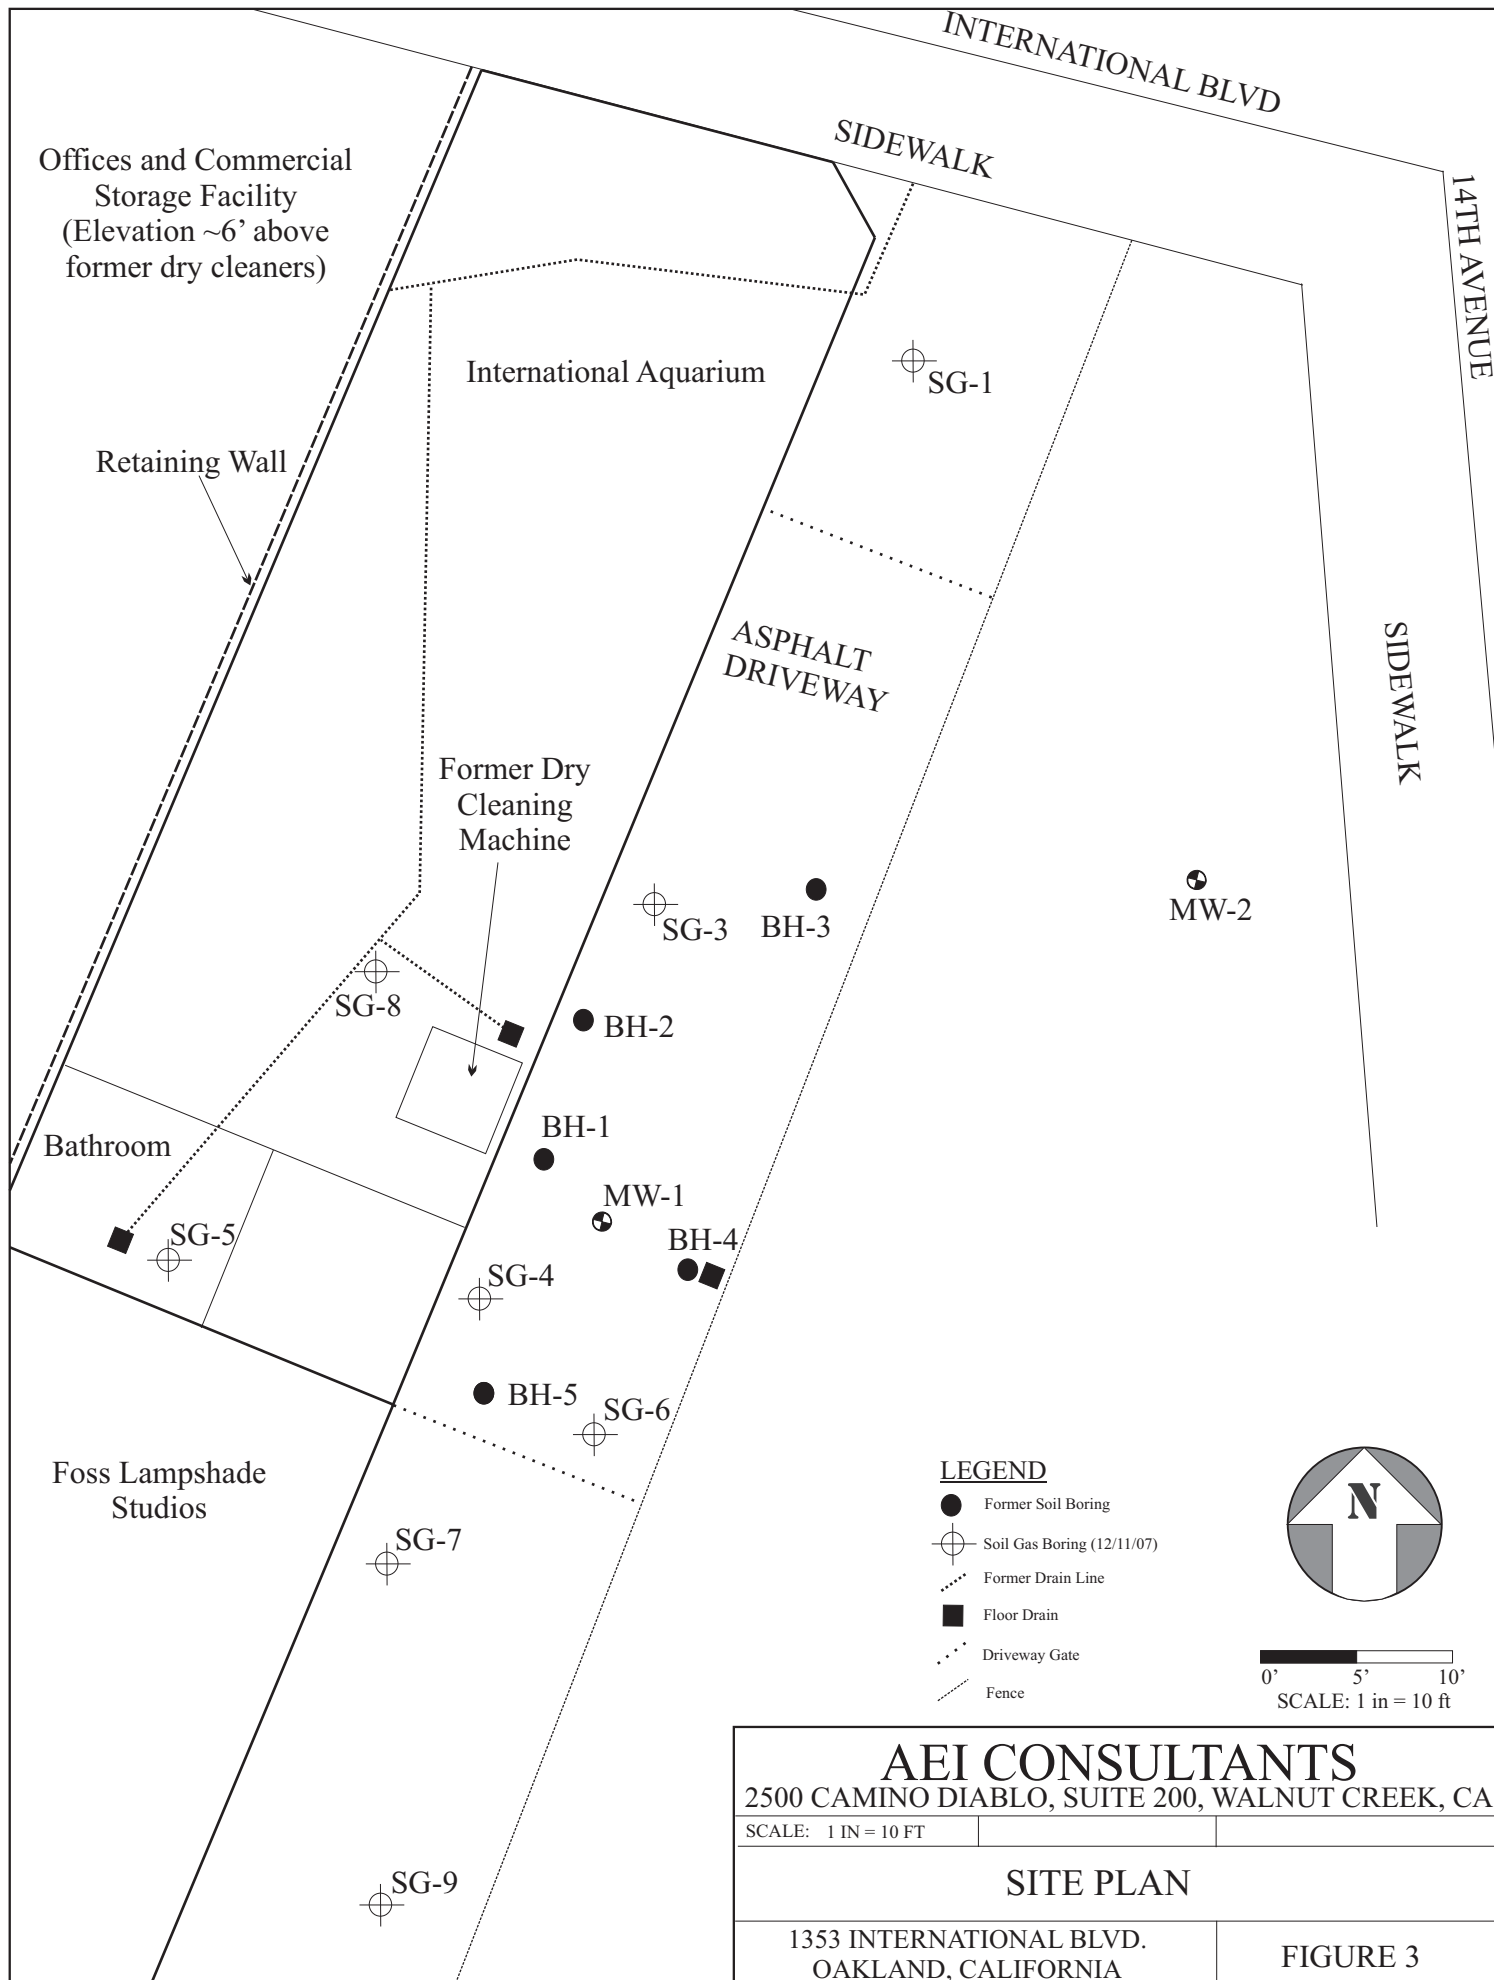 INTERNATIONAL BLVD
SIDEWALK
14TH AVENUE
Offices and Commercial
Storage Facility
(Elevation ~6’ above
former dry cleaners)
International Aquarium
SG-1
Retaining Wall
ASPHALT
DRIVEWAY
SIDEWALK
Former Dry
Cleaning
Machine
SG-3
BH-3
MW-2
SG-8
BH-2
BH-1
Bathroom
MW-1
SG-5
BH-4
SG-4
BH-5
SG-6
Foss Lampshade
Studios
SG-7
SG-9
LEGEND
Former Soil Boring
Soil Gas Boring (12/11/07)
Former Drain Line
Floor Drain
Driveway Gate
Fence
N
0’ 5’ 10’
SCALE: 1 in = 10 ft
AEI CONSULTANTS
2500 CAMINO DIABLO, SUITE 200, WALNUT CREEK, CA
SCALE: 1 IN = 10 FT
SITE PLAN
1353 INTERNATIONAL BLVD.
OAKLAND, CALIFORNIA
FIGURE 3